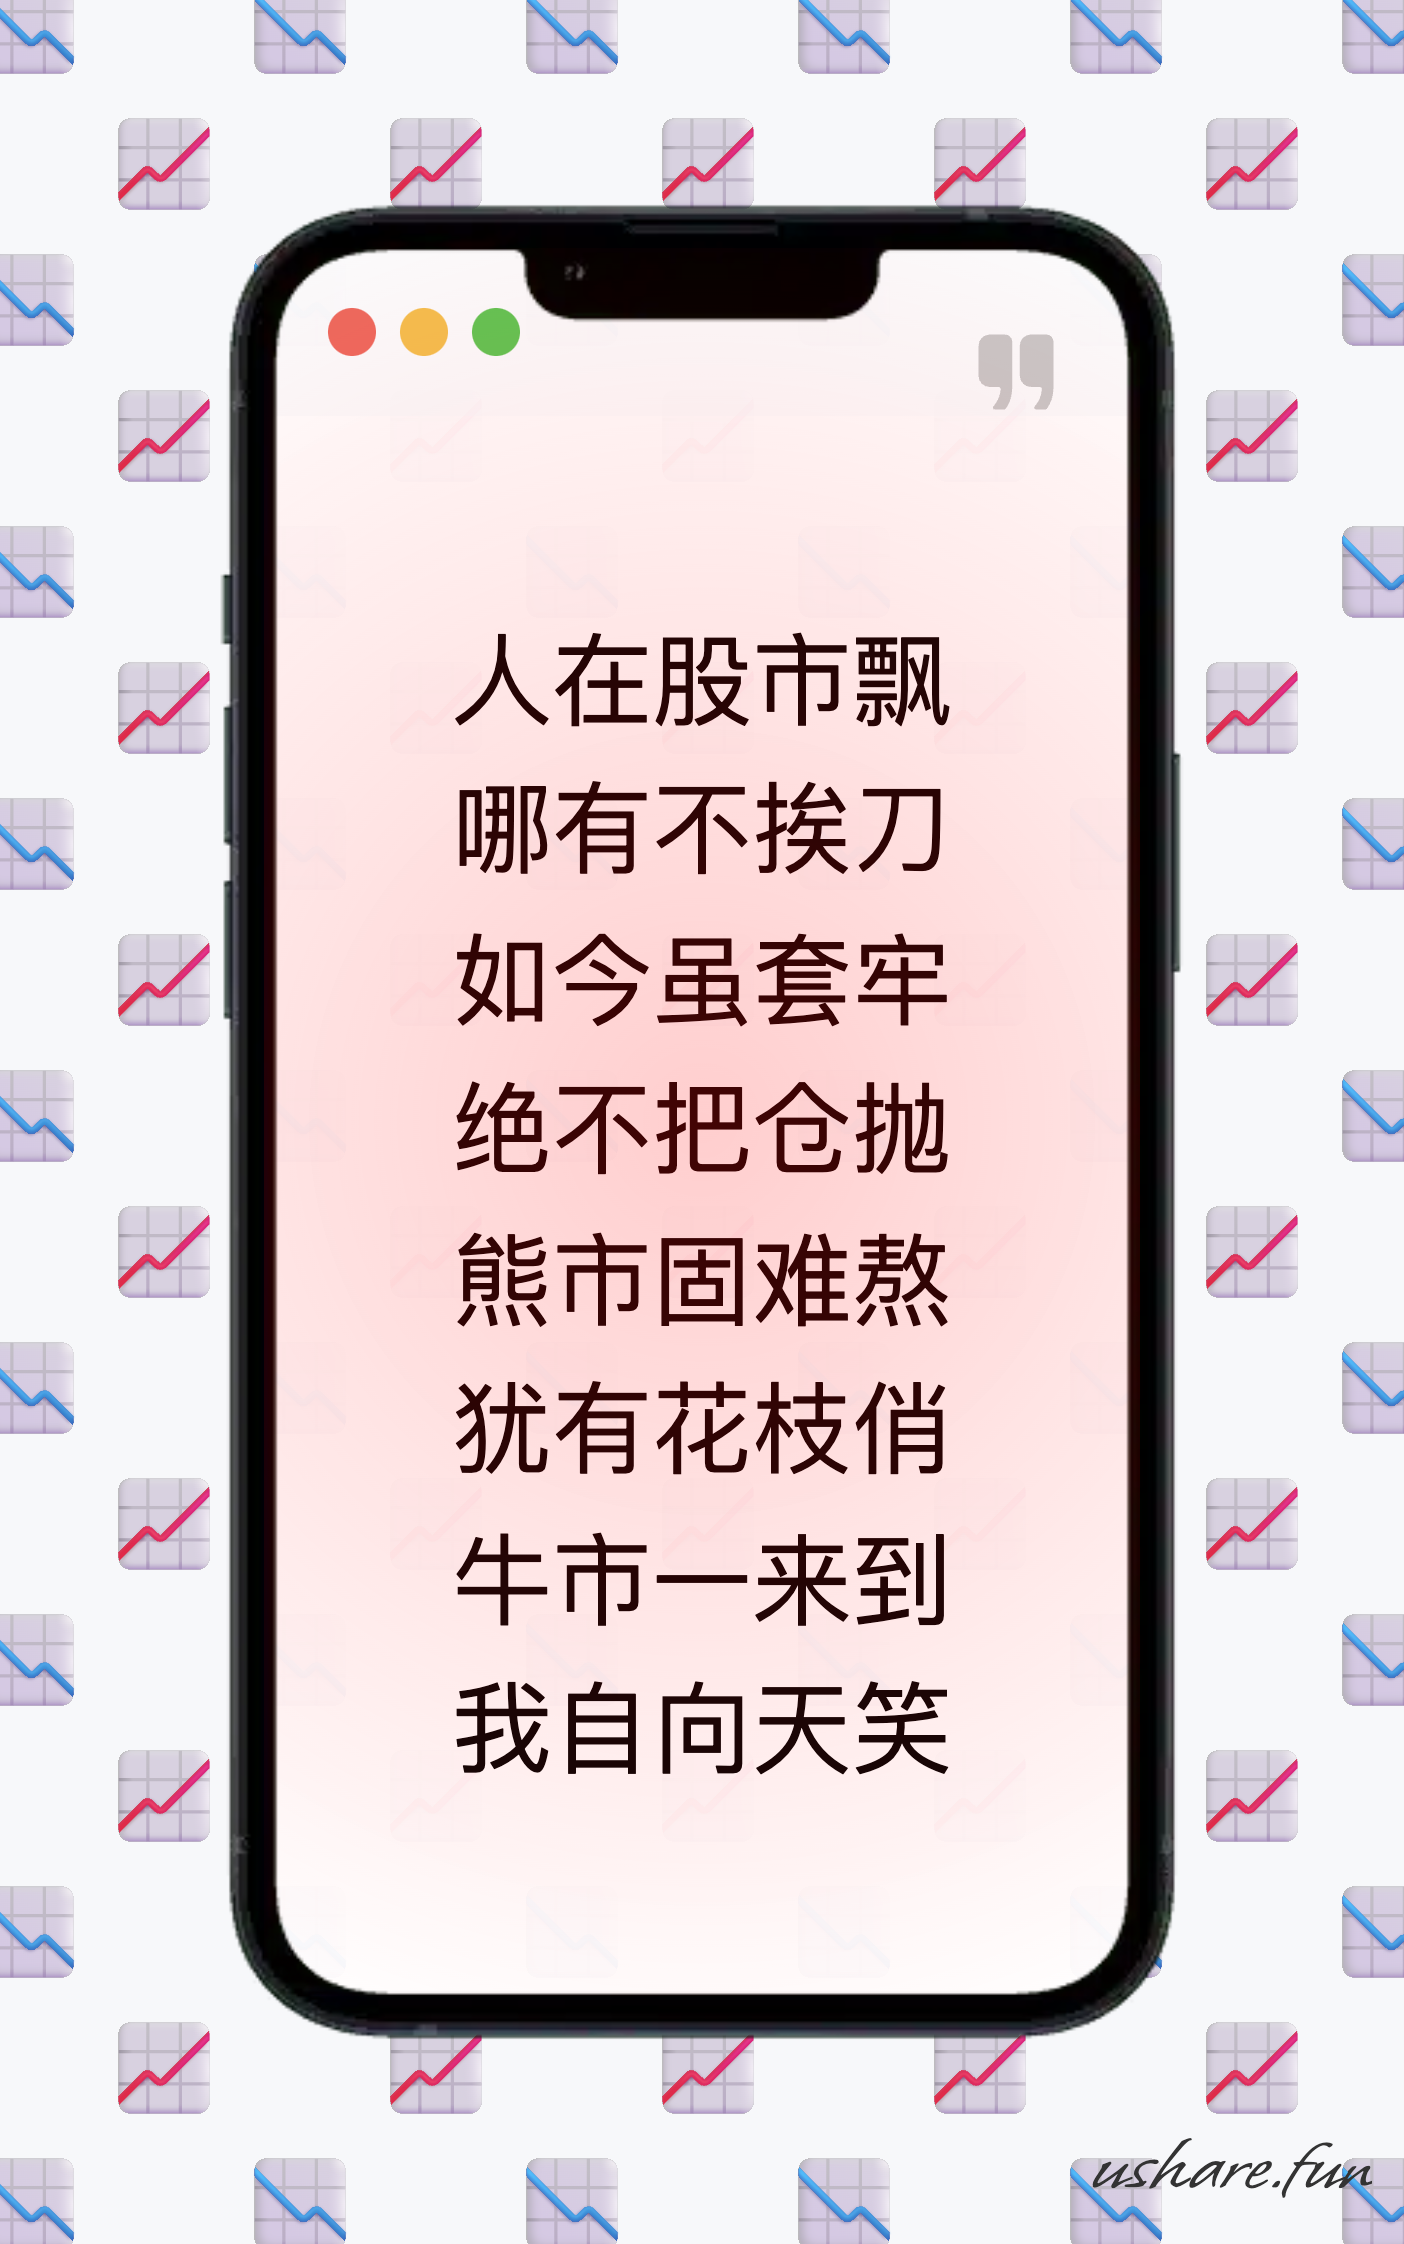 人在股市飘
哪有不挨刀
如今虽套牢
绝不把仓抛
熊市固难熬
犹有花枝俏
牛市一来到
我自向天笑
ushare.fun